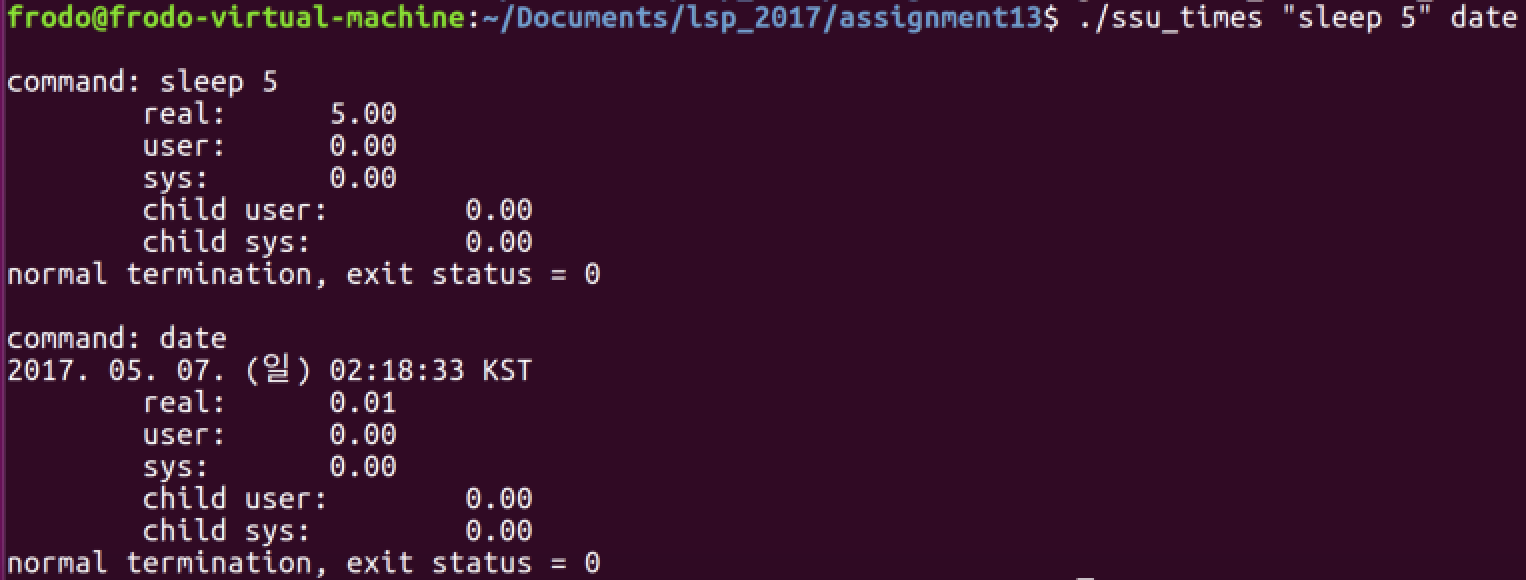 frodo@frodo-virtual-machine:~/Documents/lsp_2017/assignment13$ ./ssu_times "sleep 5" date
command: sleep 5
real: 5.00
user: 0.00
sys: 0.00
child user: 0.00
child sys: 0.00
normal termination, exit status = 0
command: date
2017. 05. 07. (일) 02:18:33 KST
real: 0.01
user: 0.00
sys: 0.00
child user: 0.00
child sys: 0.00
normal termination, exit status = 0